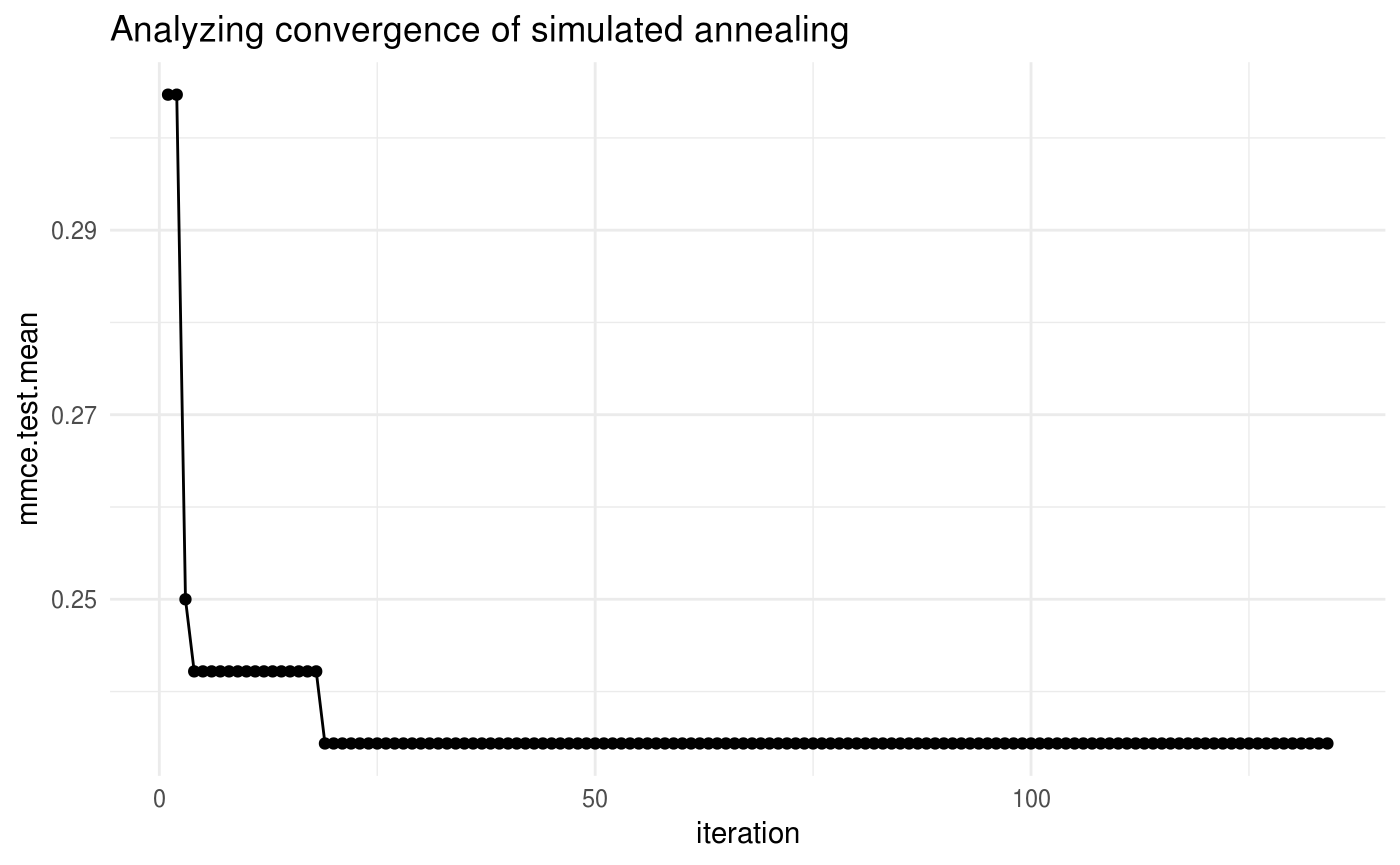 Analyzing convergence of simulated annealing
mmce.test.mean
0.29
0.27
0.25
0
50
100
iteration